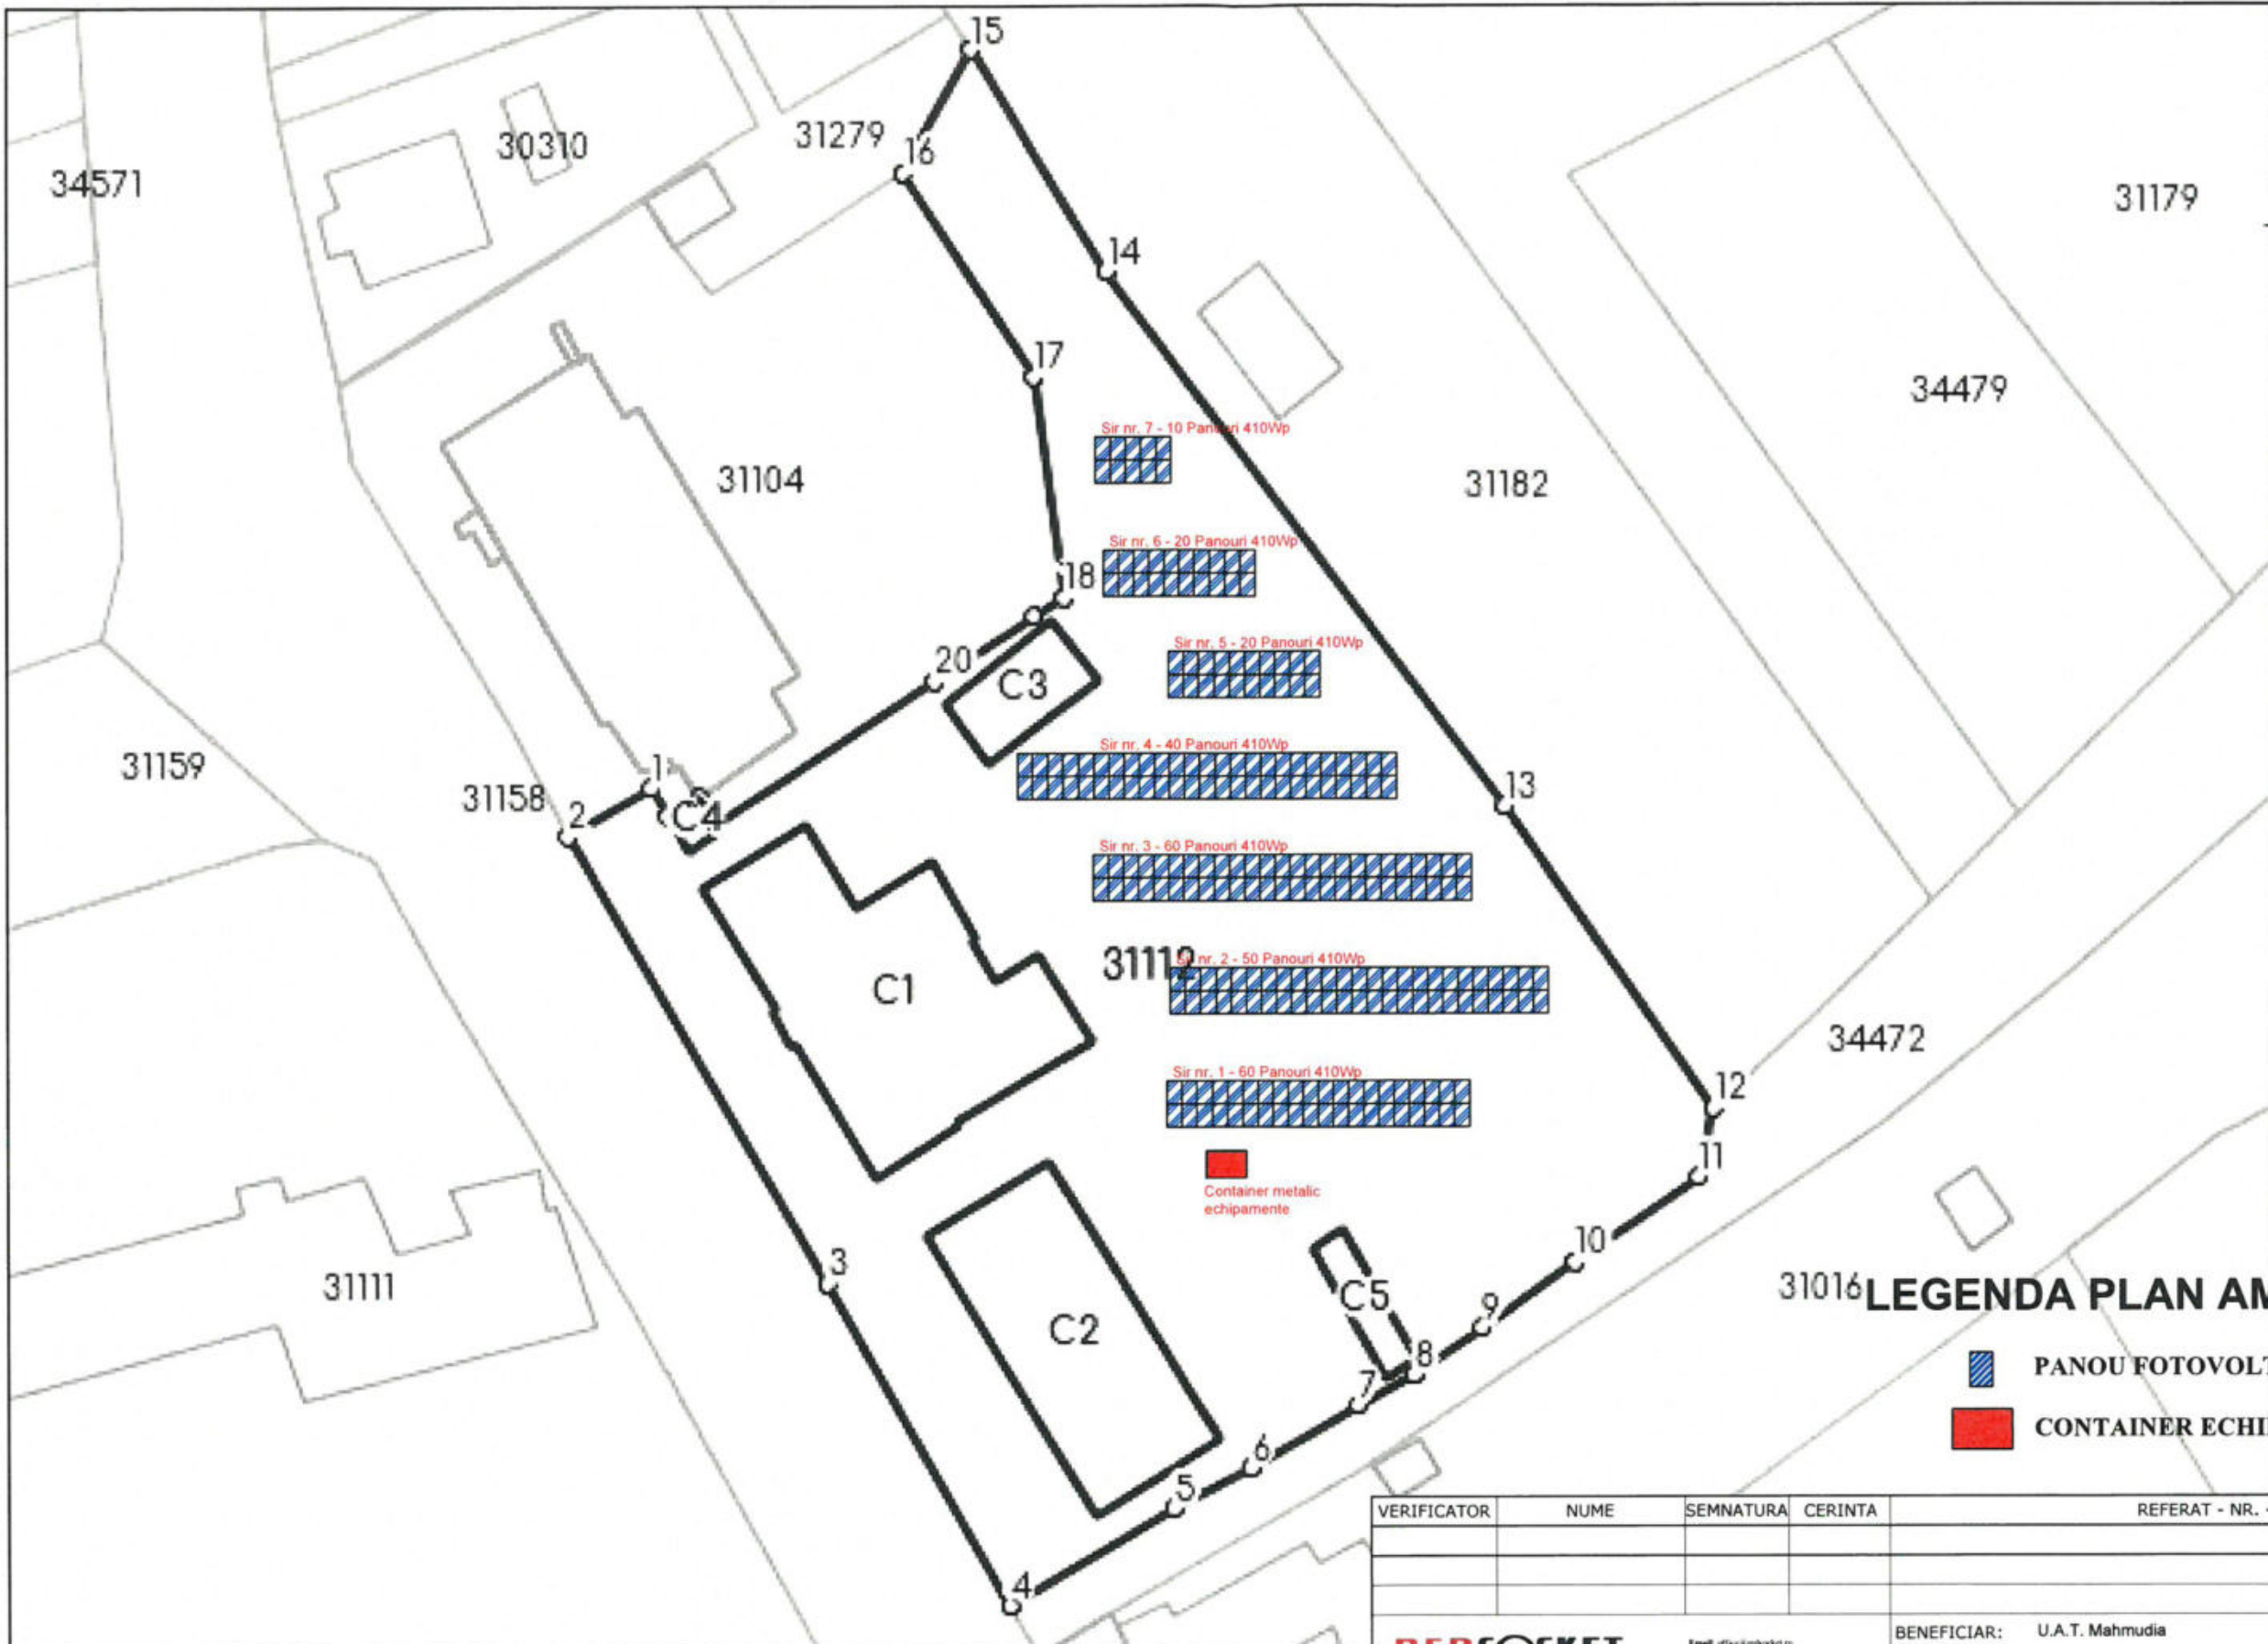 15
30310
31279
16
34571
31179
14
17
34479
Sir nr. 7 - 10 Panouri 410Wp
31104
31182
Sir nr. 6 - 20 Panouri 410Wp
18
Sir nr. 5 - 20 Panouri 410Wp
20
C3
Sir nr. 4 - 40 Panouri 410Wp
31159
1
31158
2
C4
13
Sir nr. 3 - 60 Panouri 410Wp
31112
Sir nr. 2 - 50 Panouri 410Wp
C1
34472
Sir nr. 1 - 60 Panouri 410Wp
12
11
Container metalic
echipamente
10
3
31111
C5
31016
LEGENDA PLAN AM
9
C2
8
PANOU FOTOVOLT
7
CONTAINER ECHI
6
5
VERIFICATOR NUME SEMNATURA CERINTA REFERAT - NR.
4
BENEFICIAR: U.A.T. Mahmudia